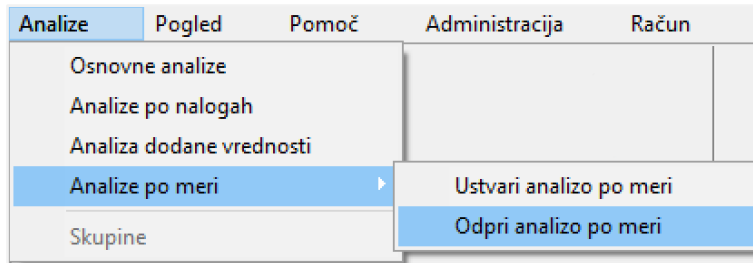 Analize Pogled Pomoč Administracija Račun
Osnovne analize
Analize po nalogah
Analiza dodane vrednosti
Analize po meri
Ustvari analizo po meri
Odpri analizo po meri
Skupine